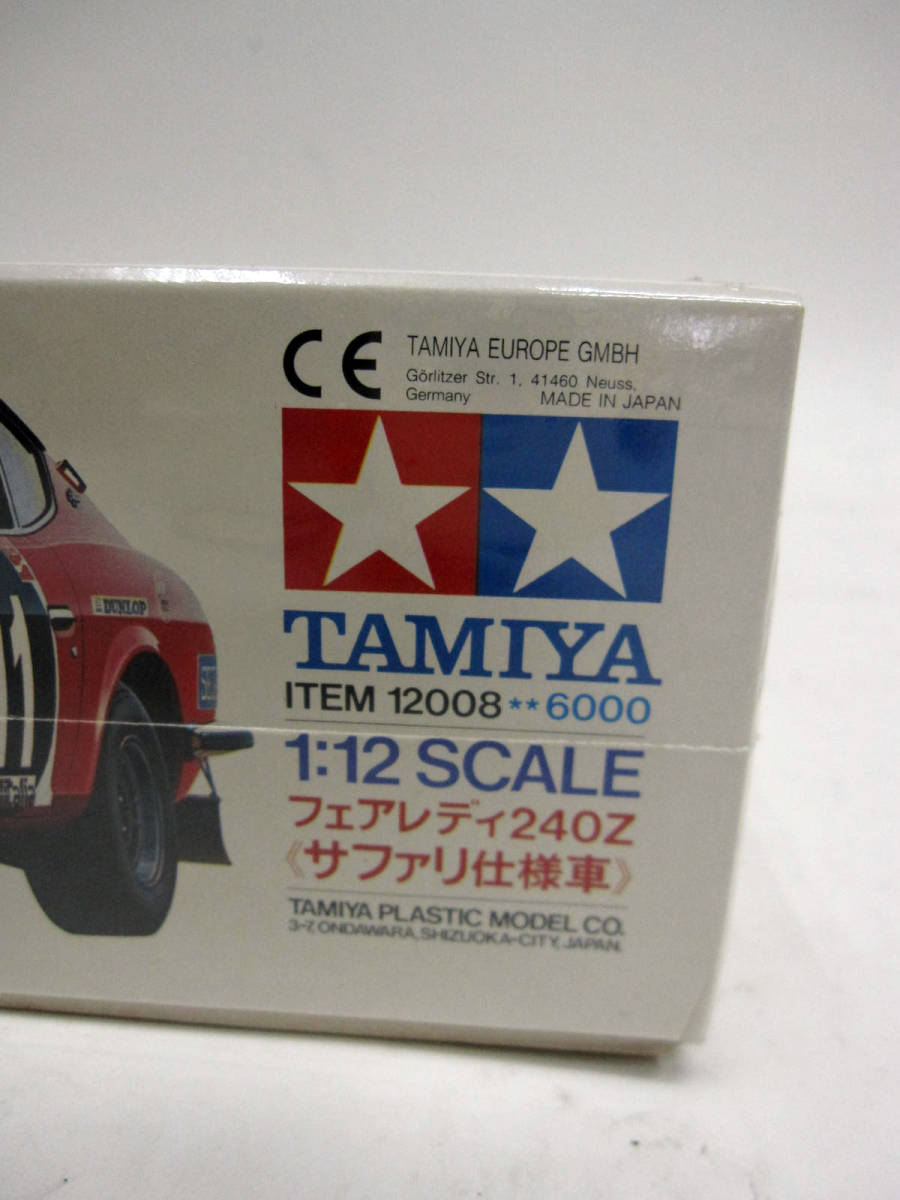 CE TAMIYA EUROPE GMBH
Görlitzer Str. 1, 41460 Neuss,
Germany MADE IN JAPAN
TAMIYA
ITEM 12008 **6000
1:12 SCALE
フェアレディ240Z
《サファリ仕様車》
TAMIYA PLASTIC MODEL CO.
3-7, ONDAWARA, SHIZUOKA-CITY, JAPAN.
DUNLOP